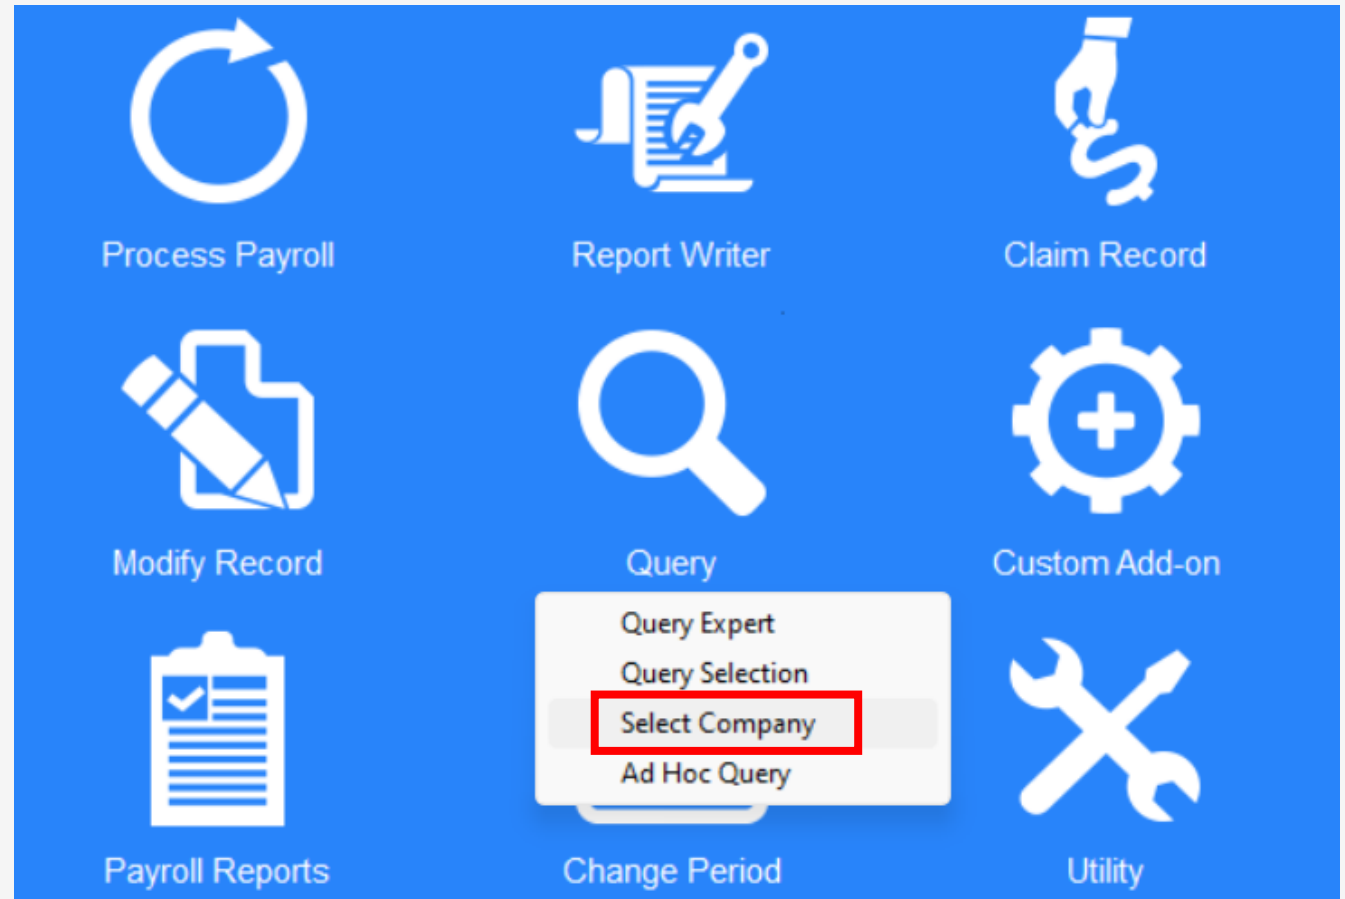 Process Payroll
Report Writer
Claim Record
Modify Record
Query
Custom Add-on
Query Expert
Query Selection
Select Company
Ad Hoc Query
Payroll Reports
Change Period
Utility